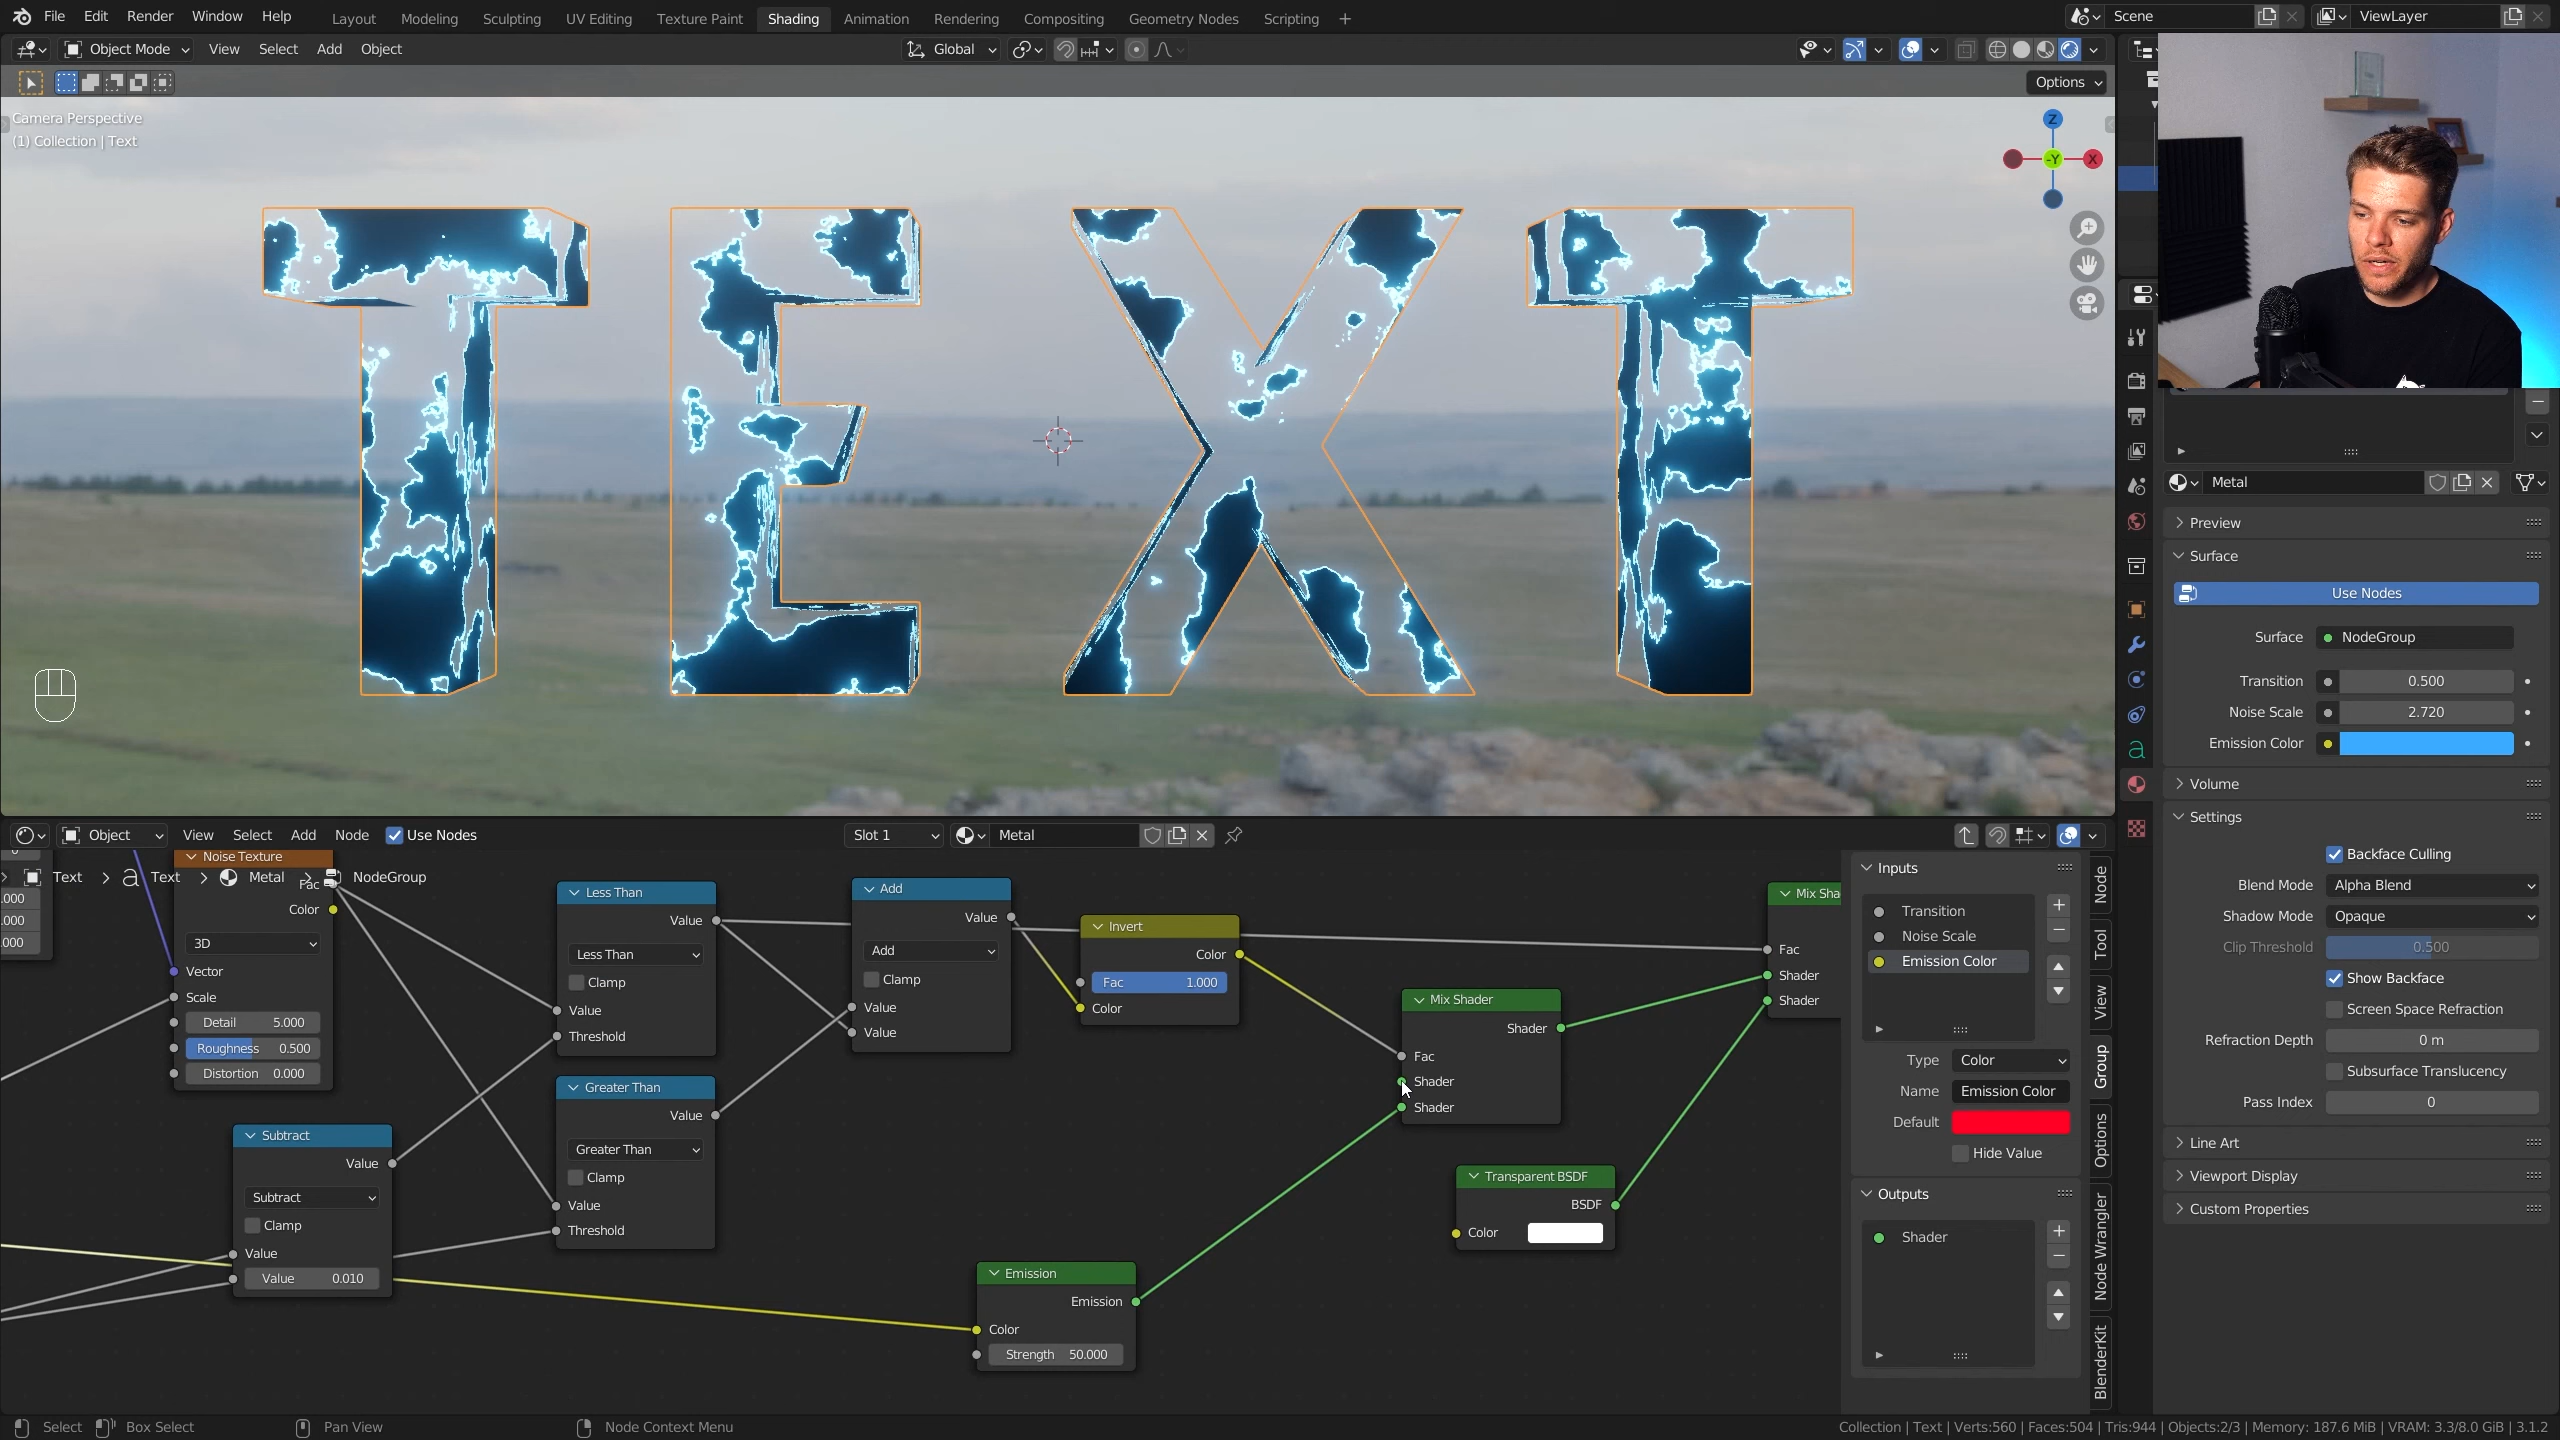 File Edit Render Window Help Layout Modeling Sculpting UV Editing Texture Paint Shading Animation Rendering Compositing Geometry Nodes Scripting + Scene ViewLayer
Object Mode View Select Add Object Global
Options
Camera Perspective
(1) Collection | Text
Z
-Y X
TEXT
Metal
Preview
Surface
Use Nodes
Surface NodeGroup
Transition 0.500
Noise Scale 2.720
Emission Color
Volume
Settings
Backface Culling
Blend Mode Alpha Blend
Shadow Mode Opaque
Clip Threshold 0.500
Show Backface
Screen Space Refraction
Refraction Depth 0 m
Subsurface Translucency
Pass Index 0
Line Art
Viewport Display
Custom Properties
Object View Select Add Node Use Nodes Slot 1 Metal
Text > Text > Metal > NodeGroup
.000
.000
.000
Noise Texture
Fac
Color
3D
Vector
Scale
Detail 5.000
Roughness 0.500
Distortion 0.000
Subtract
Value
Subtract
Clamp
Value
Value 0.010
Less Than
Value
Less Than
Clamp
Value
Threshold
Greater Than
Value
Greater Than
Clamp
Value
Threshold
Add
Value
Add
Clamp
Value
Value
Invert
Color
Fac 1.000
Color
Emission
Emission
Color
Strength 50.000
Mix Shader
Shader
Fac
Shader
Shader
Transparent BSDF
BSDF
Color
Mix Sha
Fac
Shader
Shader
Inputs
Transition
Noise Scale
Emission Color
Type Color
Name Emission Color
Default
Hide Value
Outputs
Shader
Node
Tool
View
Group
Options
Node Wrangler
BlenderKit
Select Box Select Pan View Node Context Menu Collection | Text | Verts:560 | Faces:504 | Tris:944 | Objects:2/3 | Memory: 187.6 MiB | VRAM: 3.3/8.0 GiB | 3.1.2